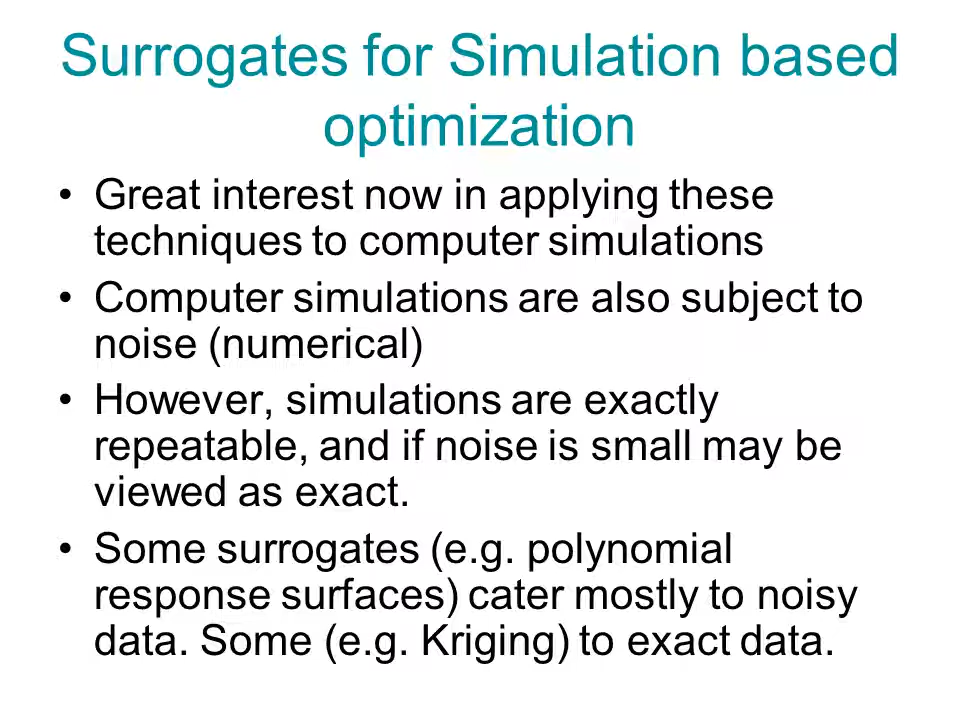 Surrogates for Simulation based
optimization
• Great interest now in applying these
techniques to computer simulations
• Computer simulations are also subject to
noise (numerical)
• However, simulations are exactly
repeatable, and if noise is small may be
viewed as exact.
• Some surrogates (e.g. polynomial
response surfaces) cater mostly to noisy
data. Some (e.g. Kriging) to exact data.